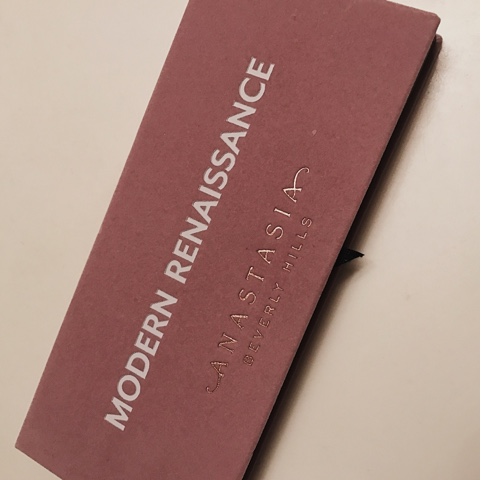 MODERN RENAISSANCE
ANASTASIA
BEVERLY HILLS